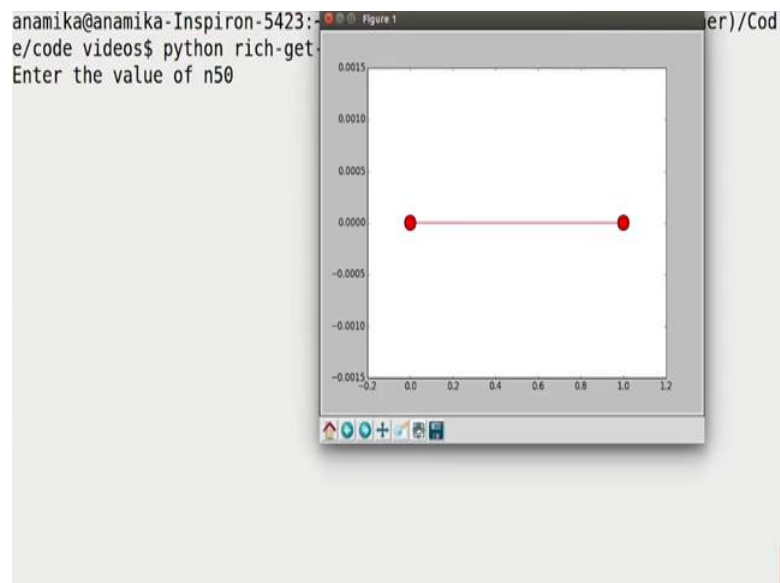 anamika@anamika-Inspiron-5423:~
er)/Cod
e/code videos$ python rich-get-
Enter the value of n50
Figure 1
0.0015
0.0010
0.0005
0.0000
−0.0005
−0.0010
−0.0015
−0.2 0.0 0.2 0.4 0.6 0.8 1.0 1.2